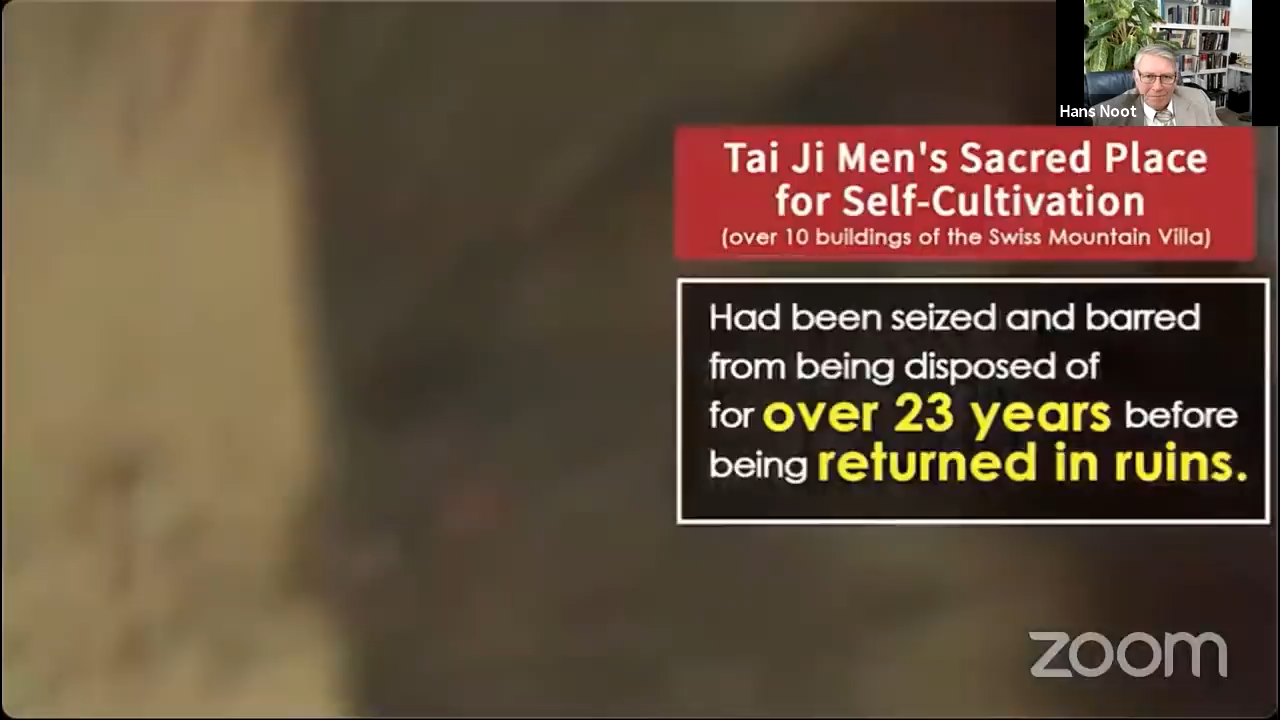 Hans Noot
Tai Ji Men's Sacred Place
for Self-Cultivation
(over 10 buildings of the Swiss Mountain Villa)
Had been seized and barred
from being disposed of
for over 23 years before
being returned in ruins.
zoom